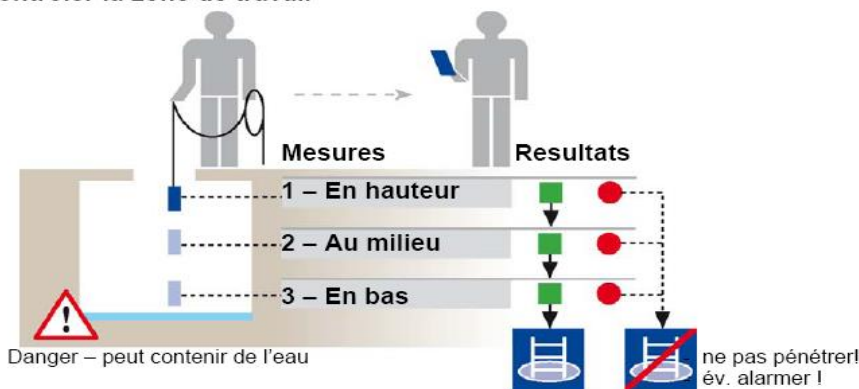 Mesures
Resultats
1 – En hauteur
2 – Au milieu
3 – En bas
Danger – peut contenir de l'eau
- ne pas pénétrer!
- év. alarmer !